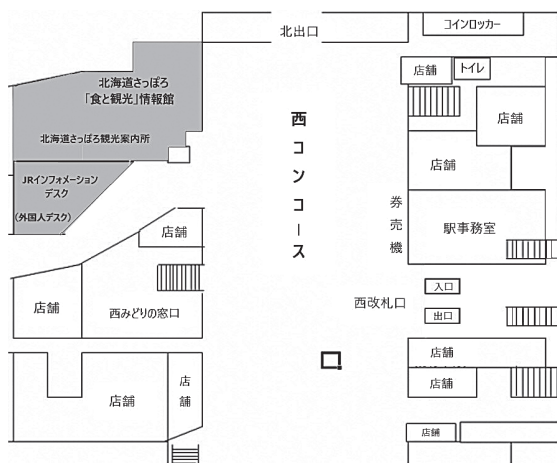 北出口
コインロッカー
北海道さっぽろ
「食と観光」情報館
北海道さっぽろ観光案内所
JRインフォメーション
デスク
(外国人デスク)
店舗
トイレ
店舗
店舗
西コンコース
券売機
駅事務室
店舗
店舗
西みどりの窓口
西改札口
入口
出口
店舗
店舗
店舗
店舗
店舗